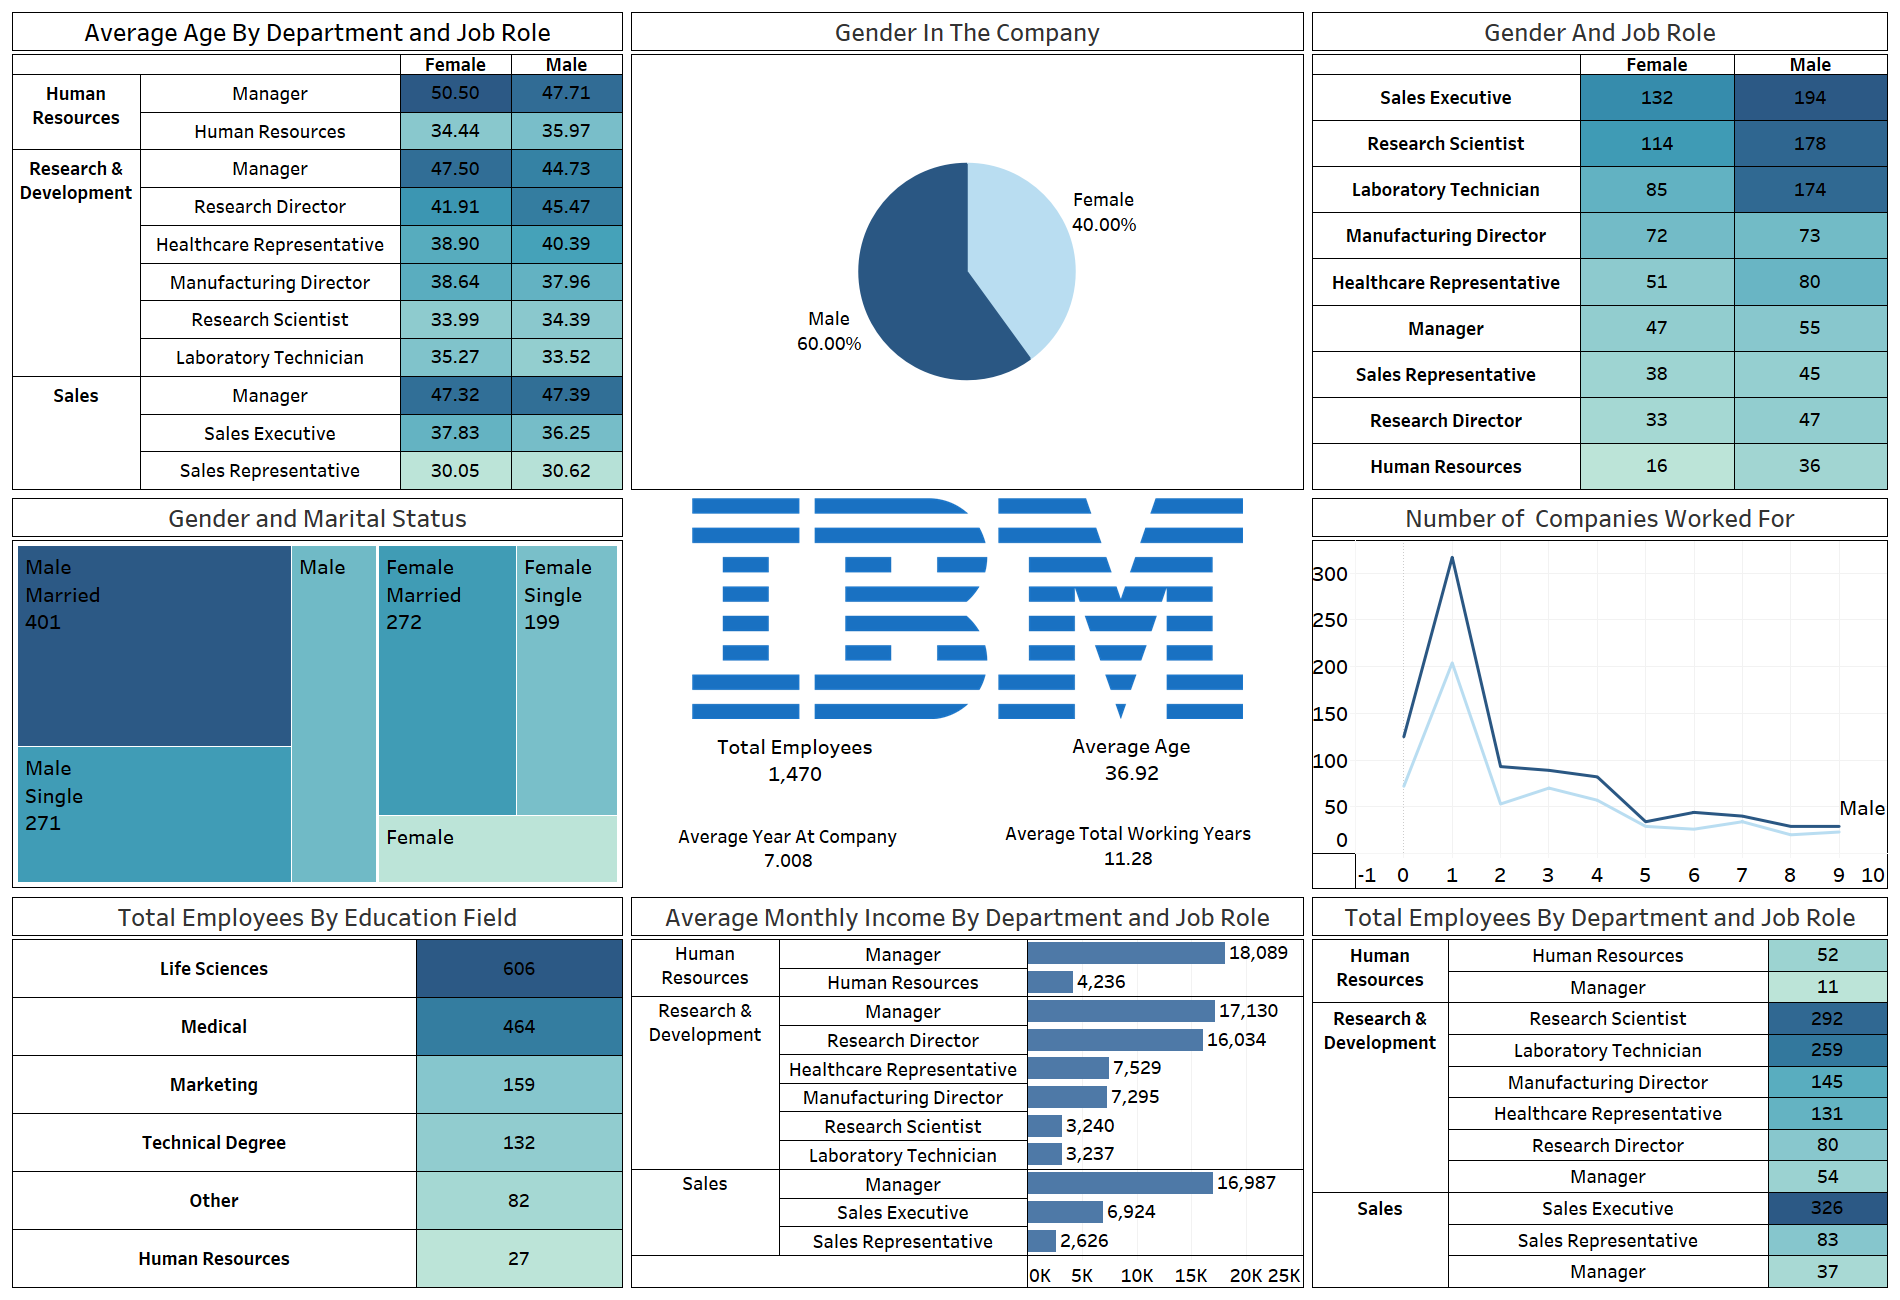 Average Age By Department and Job Role
Female Male
Human Resources
Manager 50.50 47.71
Human Resources 34.44 35.97
Research & Development
Manager 47.50 44.73
Research Director 41.91 45.47
Healthcare Representative 38.90 40.39
Manufacturing Director 38.64 37.96
Research Scientist 33.99 34.39
Laboratory Technician 35.27 33.52
Sales
Manager 47.32 47.39
Sales Executive 37.83 36.25
Sales Representative 30.05 30.62
Gender In The Company
Female
40.00%
Male
60.00%
Gender And Job Role
Female Male
Sales Executive 132 194
Research Scientist 114 178
Laboratory Technician 85 174
Manufacturing Director 72 73
Healthcare Representative 51 80
Manager 47 55
Sales Representative 38 45
Research Director 33 47
Human Resources 16 36
Gender and Marital Status
Male
Married
401
Male
Single
271
Male
Female
Married
272
Female
Single
199
Female
IBM
Total Employees
1,470
Average Age
36.92
Average Year At Company
7.008
Average Total Working Years
11.28
Number of  Companies Worked For
300
250
200
150
100
50
0
Male
-1 0 1 2 3 4 5 6 7 8 9 10
Total Employees By Education Field
Life Sciences 606
Medical 464
Marketing 159
Technical Degree 132
Other 82
Human Resources 27
Average Monthly Income By Department and Job Role
Human Resources
Manager 18,089
Human Resources 4,236
Research & Development
Manager 17,130
Research Director 16,034
Healthcare Representative 7,529
Manufacturing Director 7,295
Research Scientist 3,240
Laboratory Technician 3,237
Sales
Manager 16,987
Sales Executive 6,924
Sales Representative 2,626
0K 5K 10K 15K 20K 25K
Total Employees By Department and Job Role
Human Resources
Human Resources 52
Manager 11
Research & Development
Research Scientist 292
Laboratory Technician 259
Manufacturing Director 145
Healthcare Representative 131
Research Director 80
Manager 54
Sales
Sales Executive 326
Sales Representative 83
Manager 37